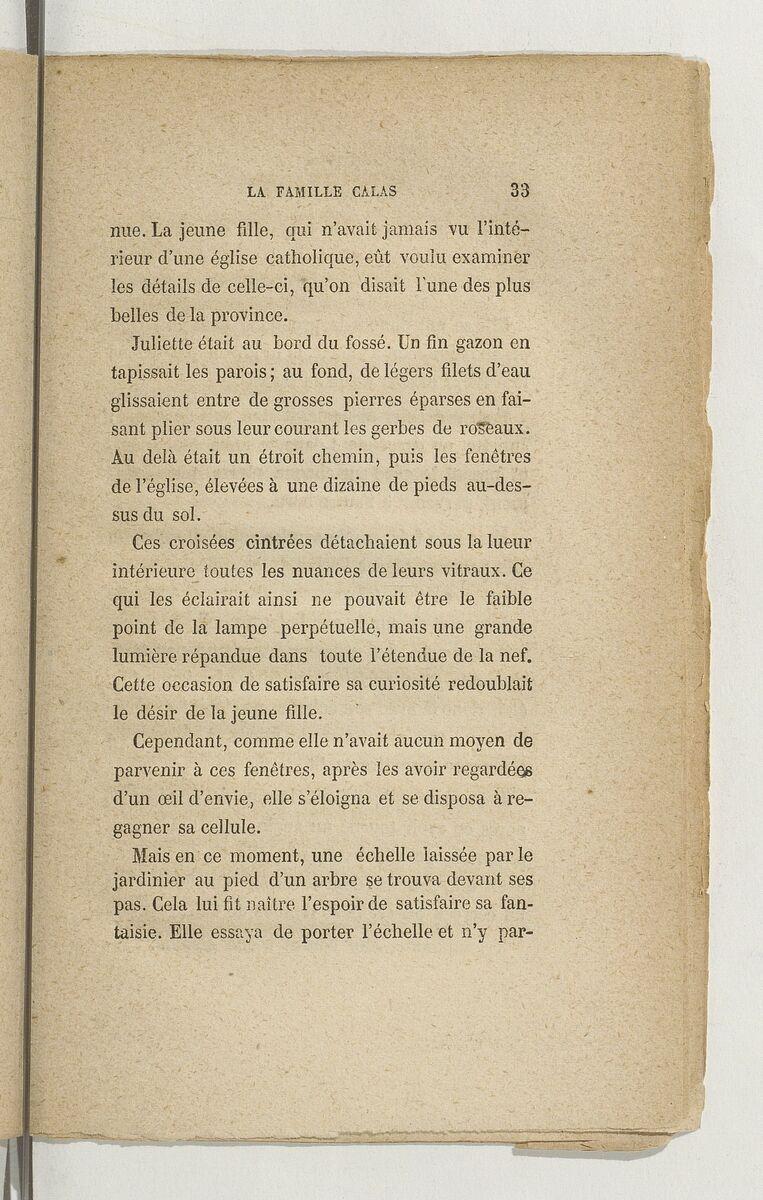 LA FAMILLE CALAS 33
nue. La jeune fille, qui n'avait jamais vu l'inté-
rieur d'une église catholique, eût voulu examiner
les détails de celle-ci, qu'on disait l'une des plus
belles de la province.
Juliette était au bord du fossé. Un fin gazon en
tapissait les parois; au fond, de légers filets d'eau
glissaient entre de grosses pierres éparses en fai-
sant plier sous leur courant les gerbes de roseaux.
Au delà était un étroit chemin, puis les fenêtres
de l'église, élevées à une dizaine de pieds au-des-
sus du sol.
Ces croisées cintrées détachaient sous la lueur
intérieure toutes les nuances de leurs vitraux. Ce
qui les éclairait ainsi ne pouvait être le faible
point de la lampe perpétuelle, mais une grande
lumière répandue dans toute l'étendue de la nef.
Cette occasion de satisfaire sa curiosité redoublait
le désir de la jeune fille.
Cependant, comme elle n'avait aucun moyen de
parvenir à ces fenêtres, après les avoir regardées
d'un œil d'envie, elle s'éloigna et se disposa à re-
gagner sa cellule.
Mais en ce moment, une échelle laissée par le
jardinier au pied d'un arbre se trouva devant ses
pas. Cela lui fit naître l'espoir de satisfaire sa fan-
taisie. Elle essaya de porter l'échelle et n'y par-